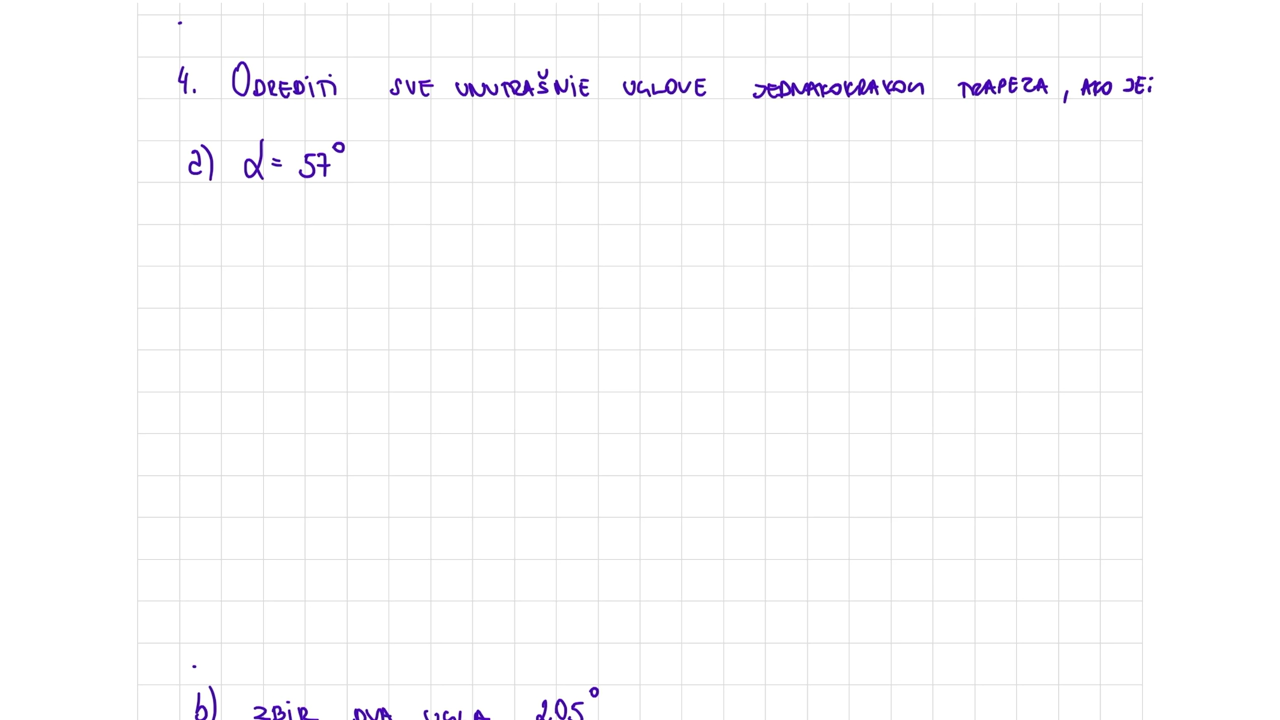 4. ODREDITI SVE UNUTRAŠNJE UGLOVE JEDNAKOKRAKOG TRAPEZA, AKO JE:
a) α = 57°
b) ZBIR DVA UGLA 205°